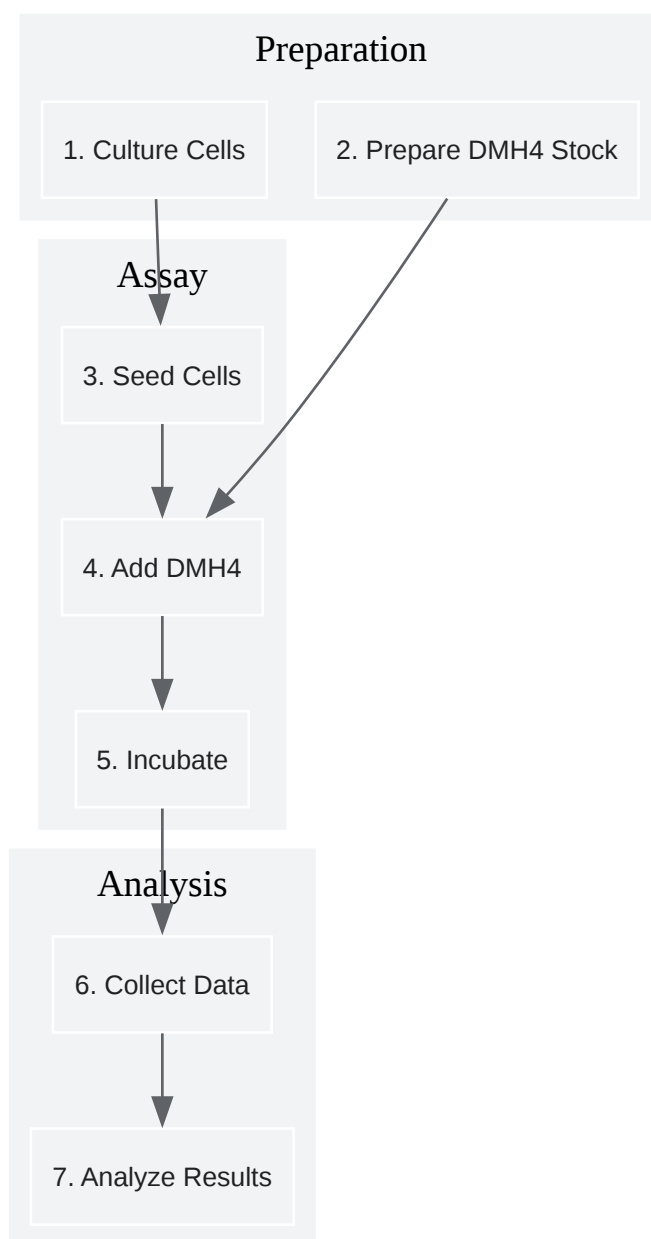 Preparation
1. Culture Cells
2. Prepare DMH4 Stock
Assay
3. Seed Cells
4. Add DMH4
5. Incubate
Analysis
6. Collect Data
7. Analyze Results